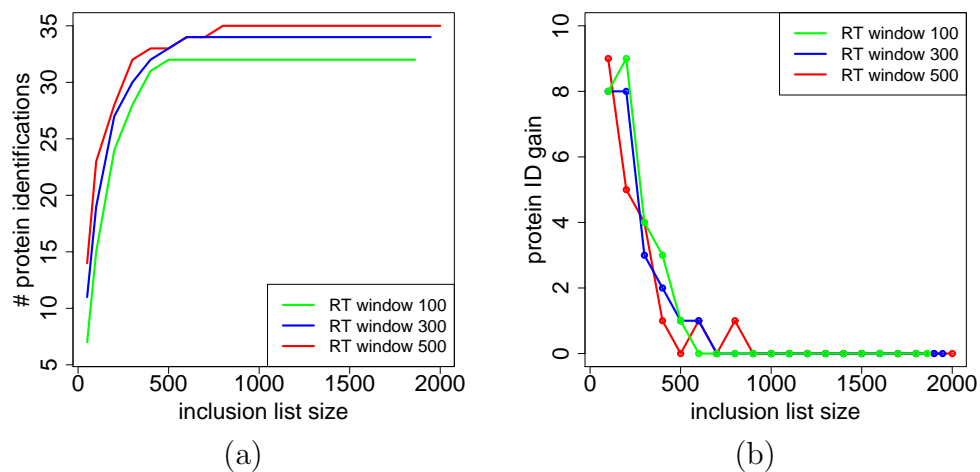 # protein identifications
35
30
25
20
15
10
5
0 500 1000 1500 2000
inclusion list size
RT window 100
RT window 300
RT window 500
(a)
protein ID gain
10
8
6
4
2
0
0 500 1000 1500 2000
inclusion list size
RT window 100
RT window 300
RT window 500
(b)